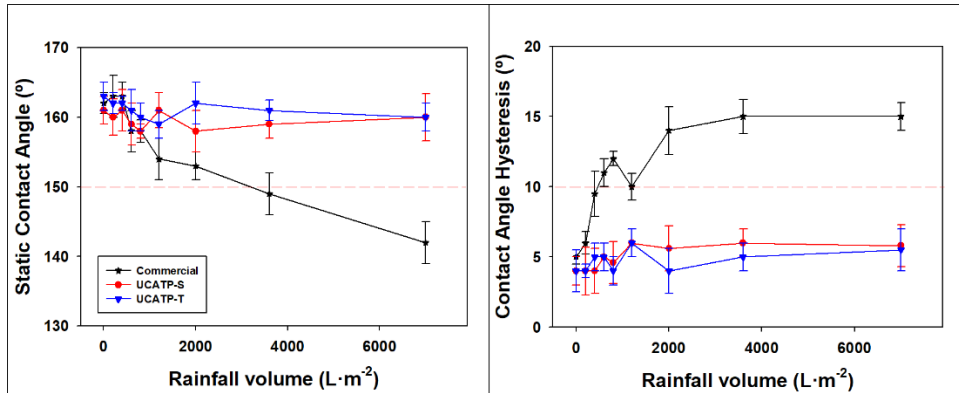 170
160
150
140
130
Static Contact Angle (º)
Commercial
UCATP-S
UCATP-T
0
2000
4000
6000
Rainfall volume (L·m⁻²)
20
15
10
5
0
Contact Angle Hysteresis (º)
0
2000
4000
6000
Rainfall volume (L·m⁻²)